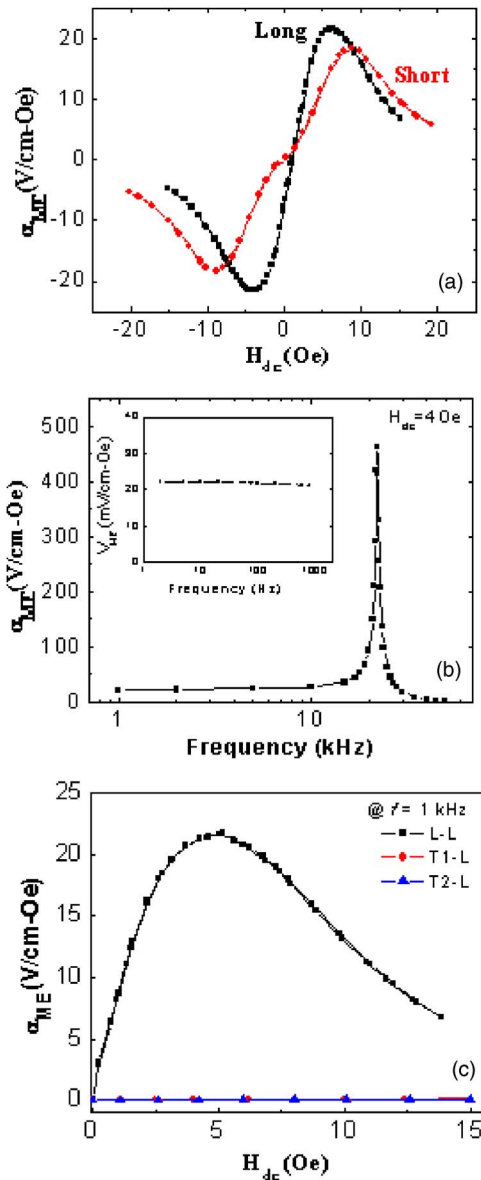 20
10
0
-10
-20
α_ME (V/cm-Oe)
Long
Short
(a)
-20 -10 0 10 20
H_dc (Oe)
500
400
300
200
100
0
α_ME (V/cm-Oe)
H_dc=4Oe
40
30
20
10
0
V_ME (mV/cm-Oe)
1 10 100 1000
Frequency (Hz)
(b)
1 10
Frequency (kHz)
25
20
15
10
5
0
α_ME (V/cm-Oe)
@ f = 1 kHz
L-L
T1-L
T2-L
(c)
0 5 10 15
H_dc (Oe)